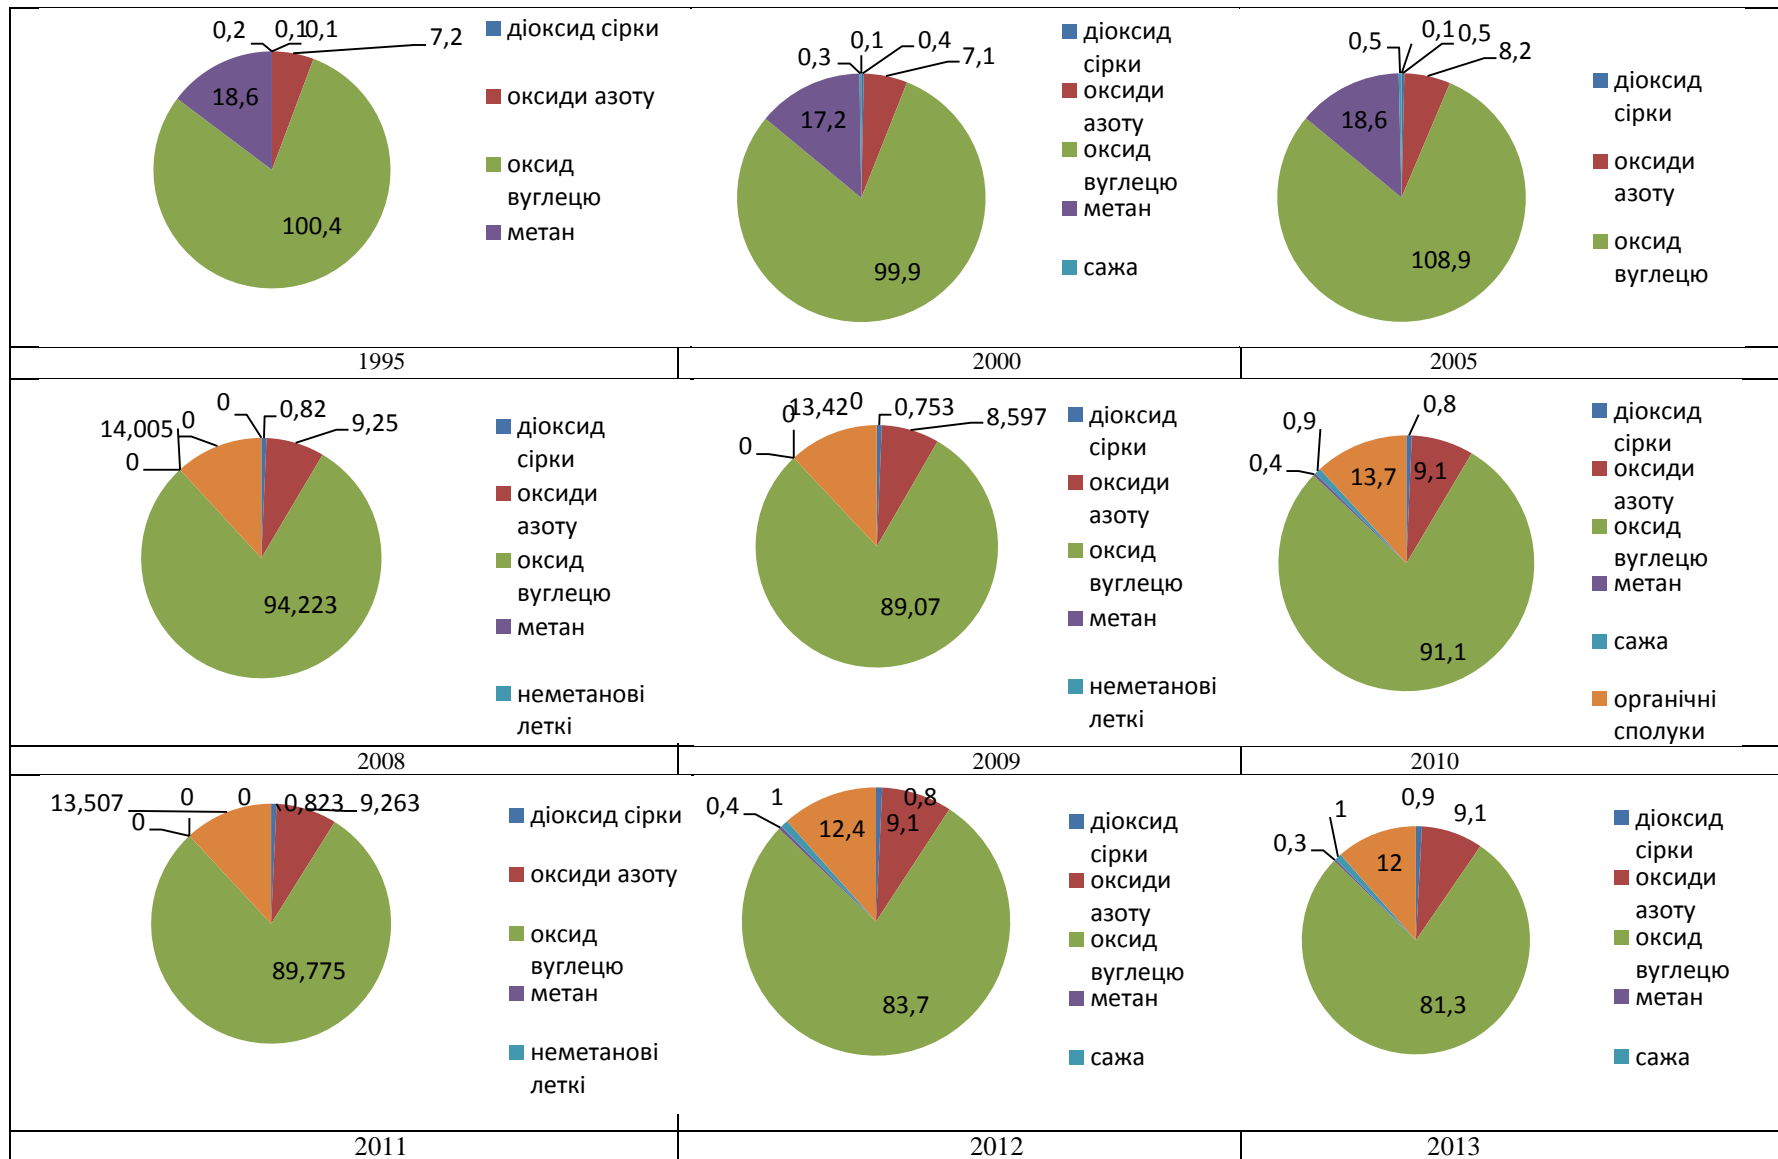 0,2
0,1
0,1
7,2
18,6
100,4
діоксид сірки
оксиди азоту
оксид
вуглецю
метан
0,3
0,1
0,4
7,1
17,2
99,9
діоксид
сірки
оксиди
азоту
оксид
вуглецю
метан
сажа
0,5
0,1
0,5
8,2
18,6
108,9
діоксид
сірки
оксиди
азоту
оксид
вуглецю
1995
2000
2005
0
0
0,82
9,25
14,005
0
94,223
діоксид
сірки
оксиди
азоту
оксид
вуглецю
метан
неметанові
леткі
0
13,42
0
0,753
8,597
0
89,07
діоксид
сірки
оксиди
азоту
оксид
вуглецю
метан
неметанові
леткі
0,8
0,9
0,4
13,7
9,1
91,1
діоксид
сірки
оксиди
азоту
оксид
вуглецю
метан
сажа
органічні
сполуки
2008
2009
2010
13,507
0
0
0,823
9,263
0
89,775
діоксид сірки
оксиди азоту
оксид
вуглецю
метан
неметанові
леткі
0,4
1
0,8
12,4
9,1
83,7
діоксид
сірки
оксиди
азоту
оксид
вуглецю
метан
сажа
0,3
1
0,9
9,1
12
81,3
діоксид
сірки
оксиди
азоту
оксид
вуглецю
метан
сажа
2011
2012
2013